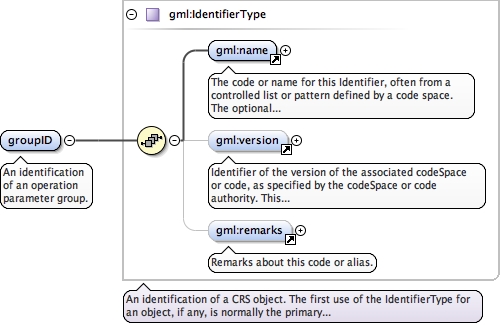 gml:IdentifierType
gml:name
The code or name for this Identifier, often from a
controlled list or pattern defined by a code space.
The optional...
groupID
An identification
of an operation
parameter group.
gml:version
Identifier of the version of the associated codeSpace
or code, as specified by the codeSpace or code
authority. This...
gml:remarks
Remarks about this code or alias.
An identification of a CRS object. The first use of the IdentifierType for
an object, if any, is normally the primary...